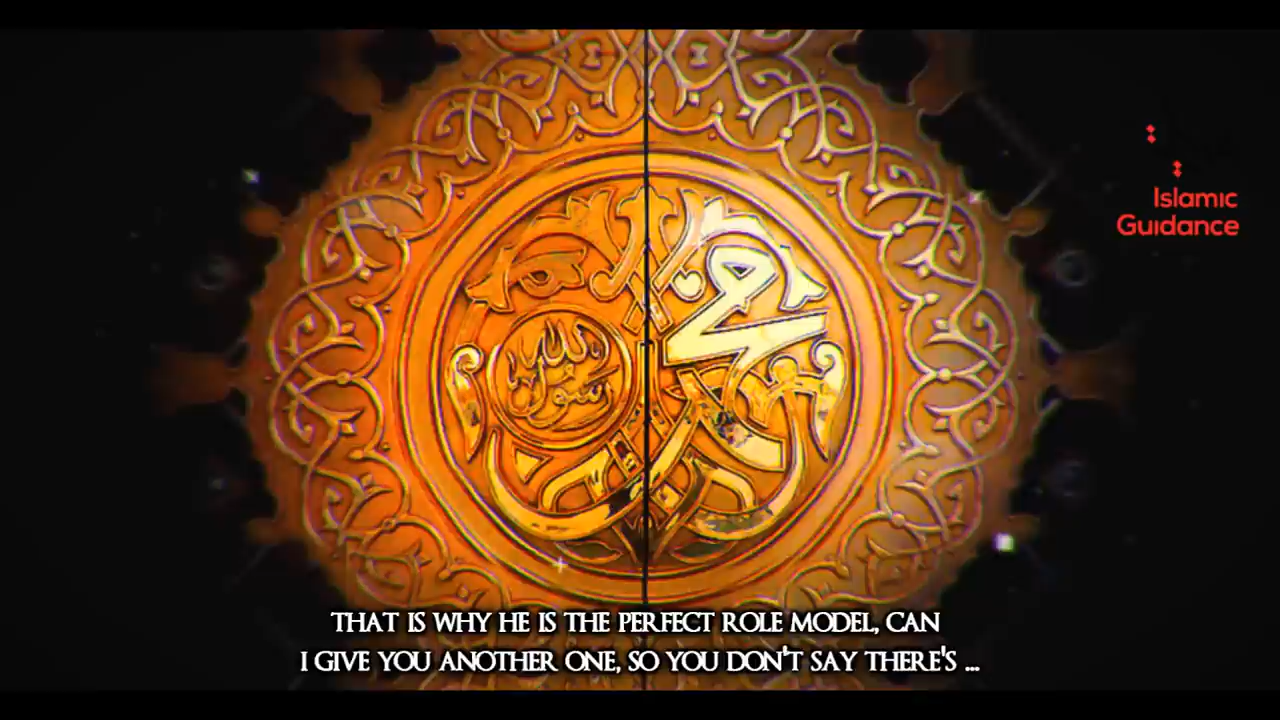 Islamic
Guidance
محمد
رسول الله
THAT IS WHY HE IS THE PERFECT ROLE MODEL, CAN
I GIVE YOU ANOTHER ONE, SO YOU DON'T SAY THERE'S ...